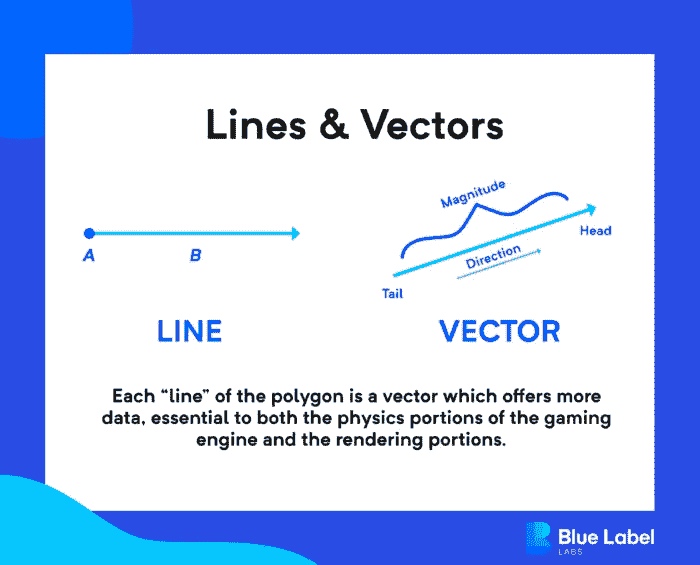 Lines & Vectors
A
B
LINE
Magnitude
Direction
Head
Tail
VECTOR
Each “line” of the polygon is a vector which offers more
data, essential to both the physics portions of the gaming
engine and the rendering portions.
Blue Label
LABS